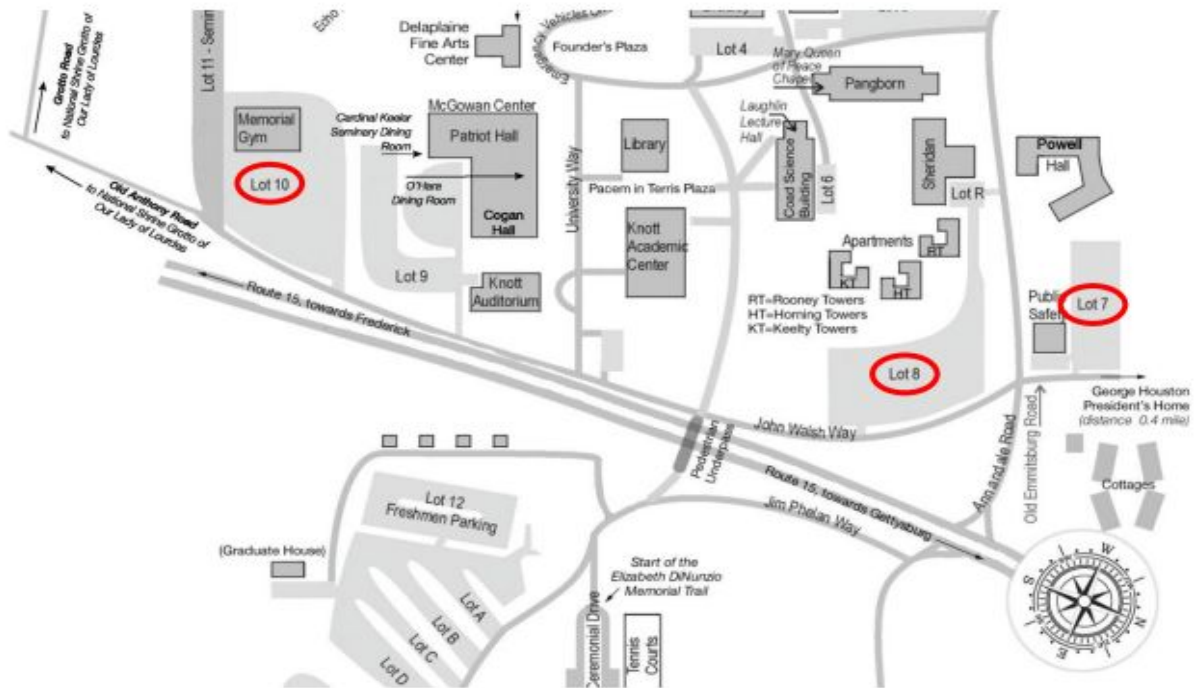 Echo
Lot 11 - Semin
Grotto Road
to National Shrine Grotto of
Our Lady of Lourdes
Old Anthony Road
to National Shrine Grotto of
Our Lady of Lourdes
Delaplaine
Fine Arts
Center
Emergency Vehicles
Founder's Plaza
Lot 4
Mary Queen
of Peace
Chapel
Pangborn
Memorial
Gym
Lot 10
Cardinal Keeler
Seminary Dining
Room
McGowan Center
Patriot Hall
O'Hare
Dining Room
Cogan
Hall
University Way
Library
Pacem in Terris Plaza
Laughlin
Lecture
Hall
Coad Science
Building
Lot 6
Sheridan
Lot R
Powell
Hall
Lot 9
Knott
Auditorium
Knott
Academic
Center
Apartments
RT
KT
HT
RT=Rooney Towers
HT=Horning Towers
KT=Keelty Towers
Public
Safety
Lot 7
Lot 8
Route 15, towards Frederick
John Walsh Way
George Houston
President's Home
(distance 0.4 mile)
Pedestrian
Underpass
Route 15, towards Gettysburg
Annandale Road
Old Emmitsburg Road
Cottages
Jim Phelan Way
Lot 12
Freshmen Parking
(Graduate House)
Lot A
Lot B
Lot C
Lot D
Start of the
Elizabeth DiNunzio
Memorial Trail
Ceremonial Drive
Tennis
Courts
W
S
N
E